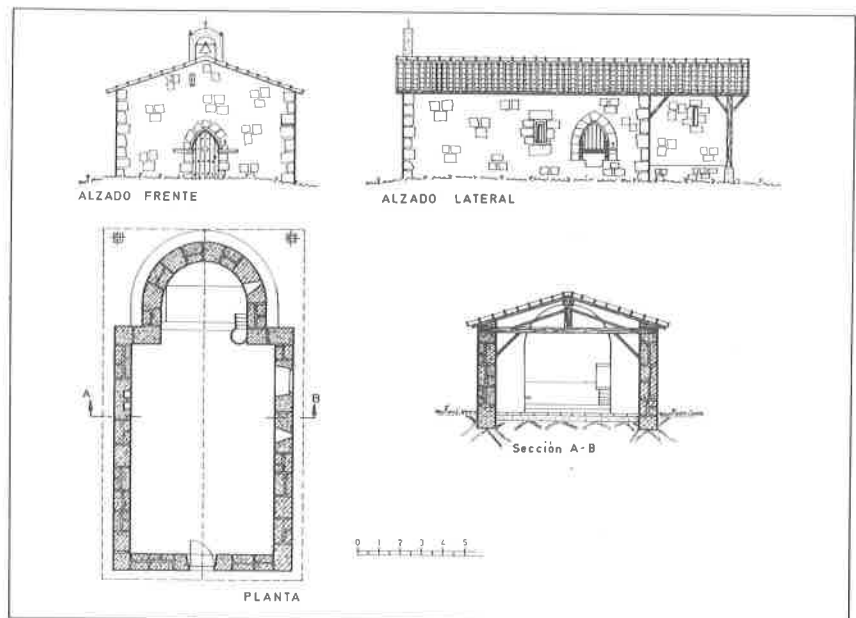 ALZADO FRENTE
ALZADO LATERAL
A
B
Sección A-B
0 1 2 3 4 5
PLANTA